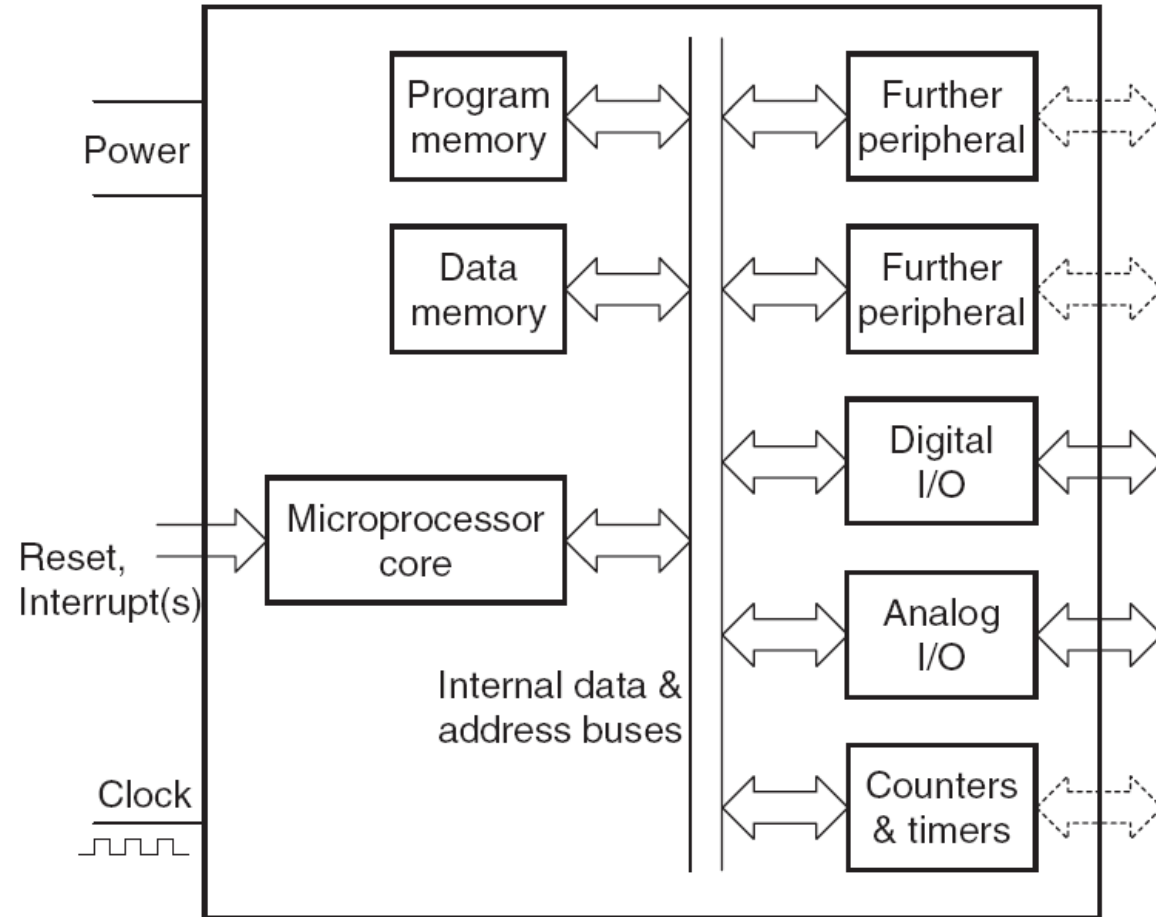 Power
Program
memory
Further
peripheral
Data
memory
Further
peripheral
Digital
I/O
Microprocessor
core
Reset,
Interrupt(s)
Analog
I/O
Internal data &
address buses
Clock
Counters
& timers